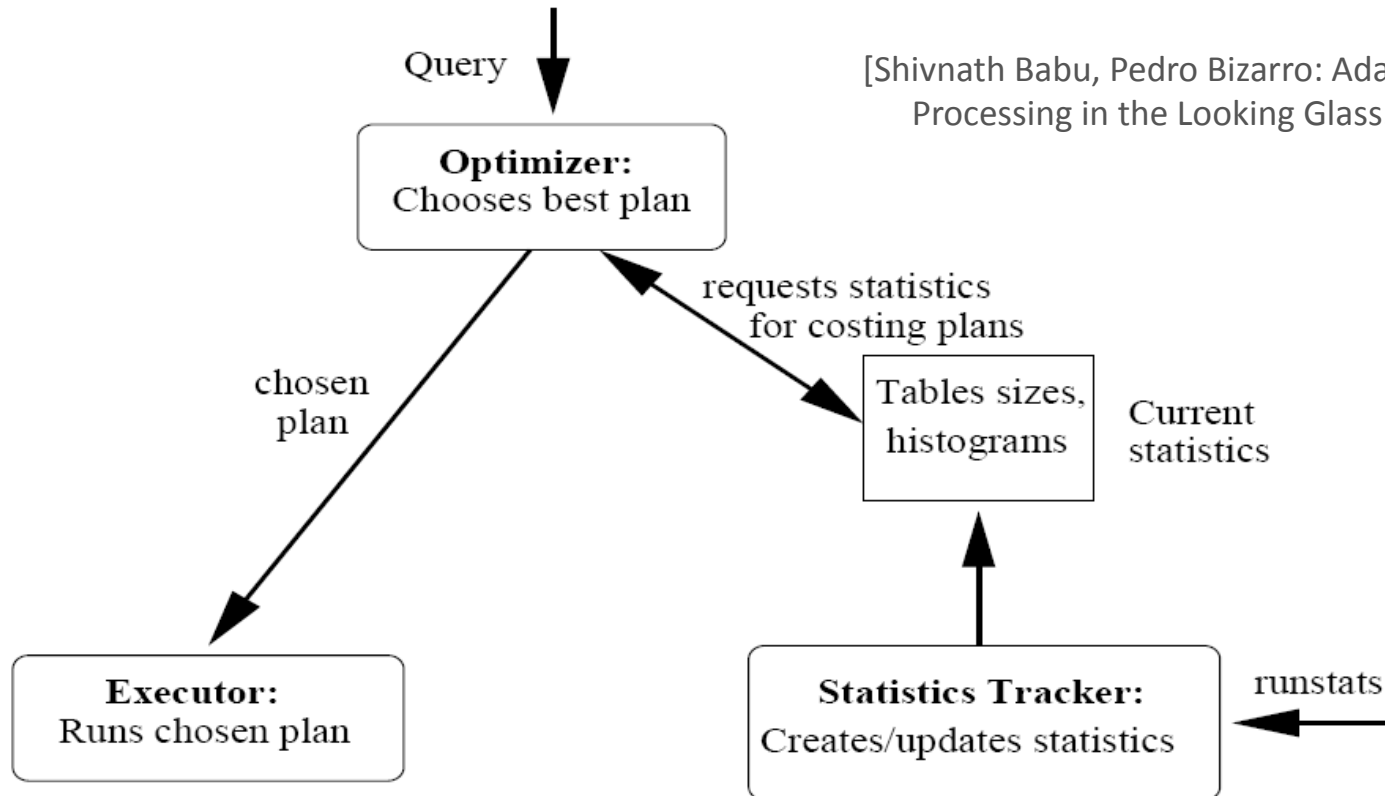 Query
[Shivnath Babu, Pedro Bizarro: Ada
Processing in the Looking Glass
Optimizer:
Chooses best plan
requests statistics
for costing plans
chosen
plan
Tables sizes,
histograms
Current
statistics
Executor:
Runs chosen plan
Statistics Tracker:
Creates/updates statistics
runstats